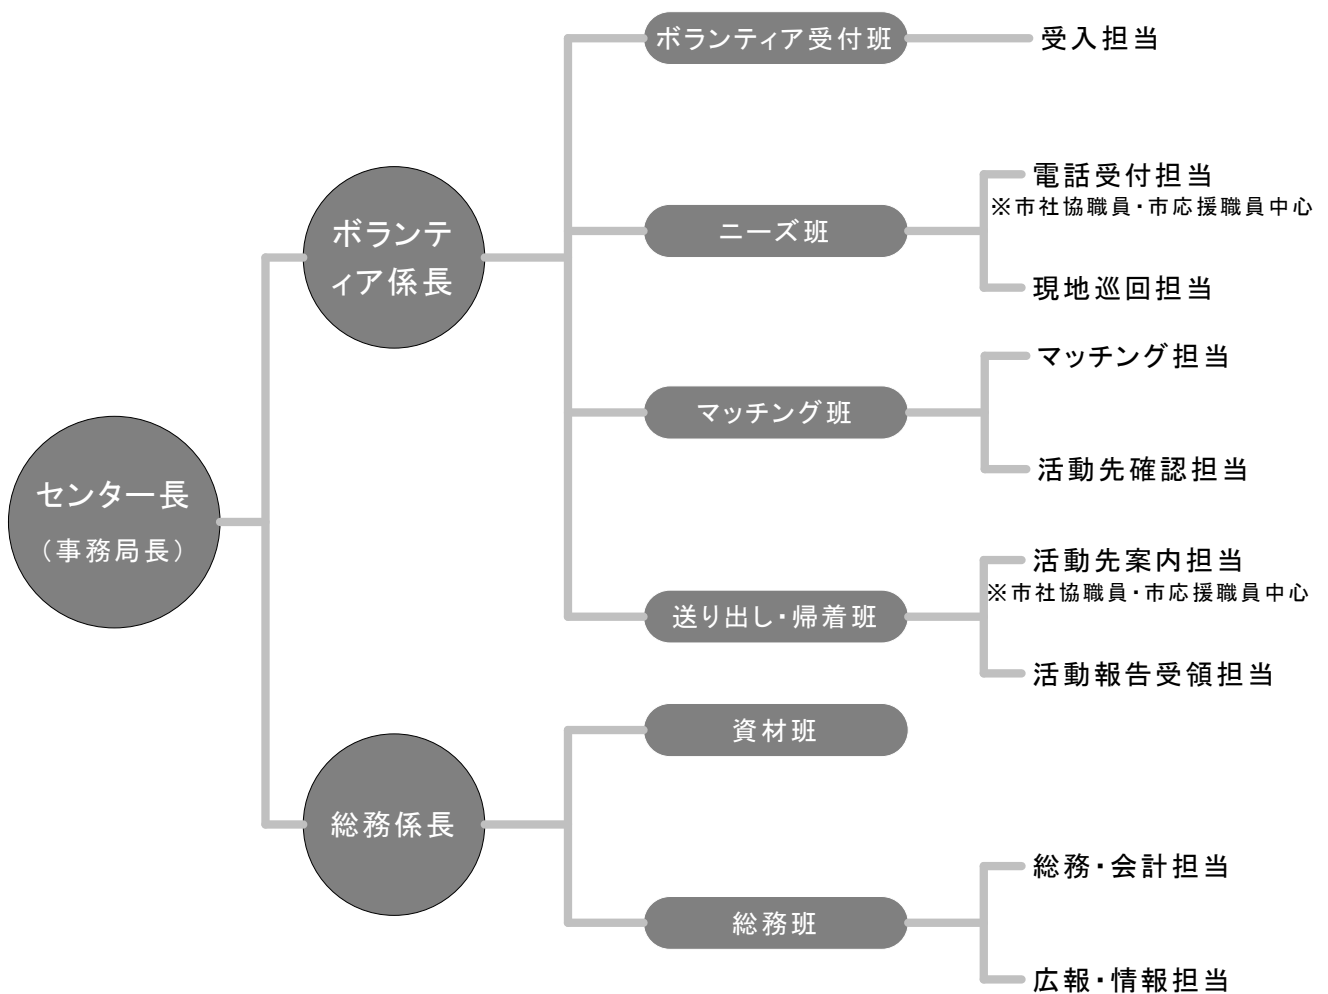 ボランティア受付班
受入担当
電話受付担当
※市社協職員・市応援職員中心
ボランテ
ィア係長
ニーズ班
現地巡回担当
マッチング担当
マッチング班
活動先確認担当
センター長
（事務局長）
活動先案内担当
※市社協職員・市応援職員中心
送り出し・帰着班
活動報告受領担当
資材班
総務係長
総務・会計担当
総務班
広報・情報担当